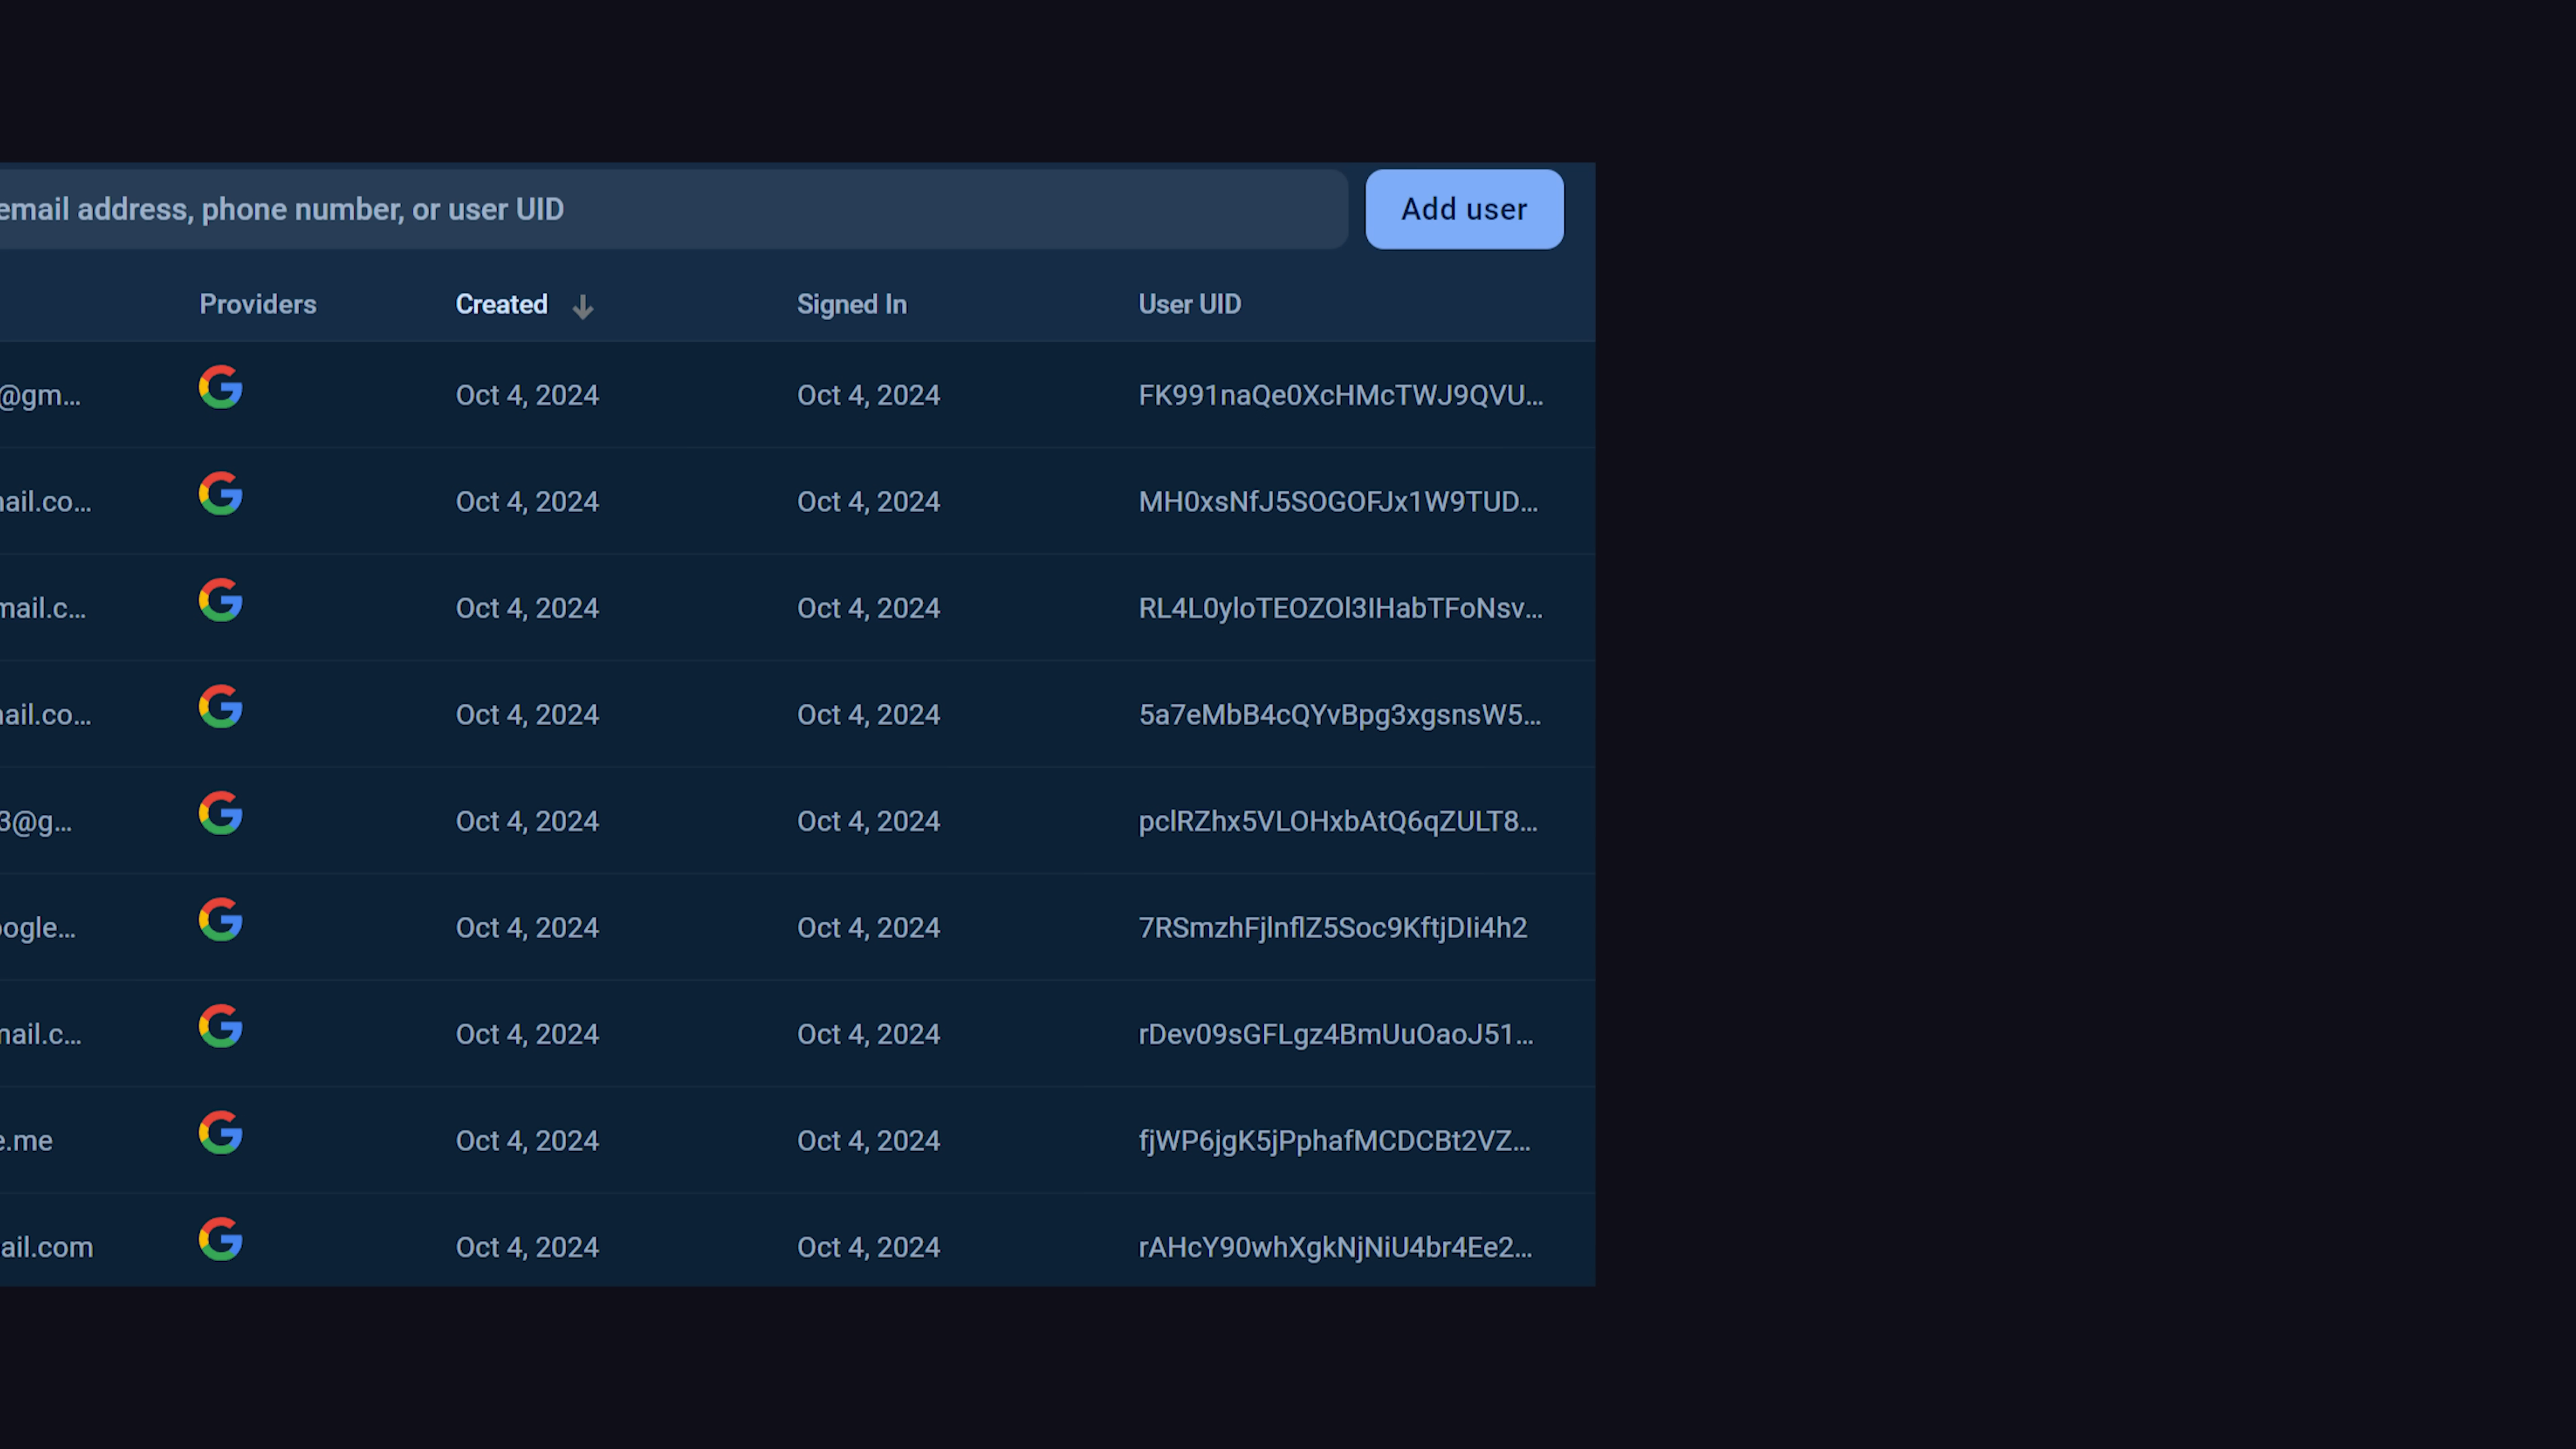 email address, phone number, or user UID Add user
Providers Created Signed In User UID
@gm... Oct 4, 2024 Oct 4, 2024 FK991naQe0XcHMcTWJ9QVU...
ail.co... Oct 4, 2024 Oct 4, 2024 MH0xsNfJ5SOGOFJx1W9TUD...
mail.c... Oct 4, 2024 Oct 4, 2024 RL4L0yloTEOZOl3IHabTFoNsv...
ail.co... Oct 4, 2024 Oct 4, 2024 5a7eMbB4cQYvBpg3xgsnsW5...
3@g... Oct 4, 2024 Oct 4, 2024 pclRZhx5VLOHxbAtQ6qZULT8...
ogle... Oct 4, 2024 Oct 4, 2024 7RSmzhFjlnflZ5Soc9KftjDIi4h2
mail.c... Oct 4, 2024 Oct 4, 2024 rDev09sGFLgz4BmUuOaoJ51...
e.me Oct 4, 2024 Oct 4, 2024 fjWP6jgK5jPphafMCDCBt2VZ...
ail.com Oct 4, 2024 Oct 4, 2024 rAHcY90whXgkNjNiU4br4Ee2...